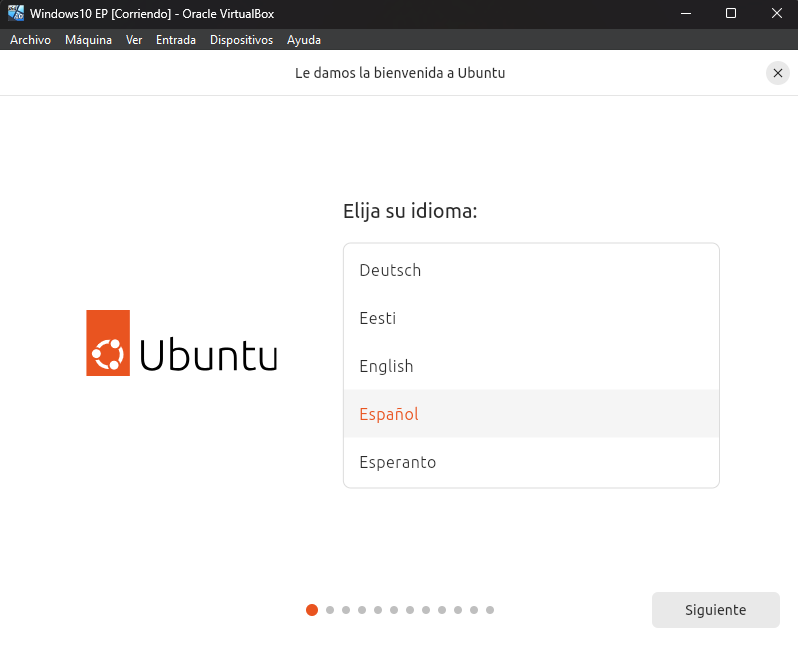 Windows10 EP [Corriendo] - Oracle VirtualBox
Archivo Máquina Ver Entrada Dispositivos Ayuda
Le damos la bienvenida a Ubuntu
Elija su idioma:
Deutsch
Eesti
English
Español
Esperanto
Ubuntu
Siguiente